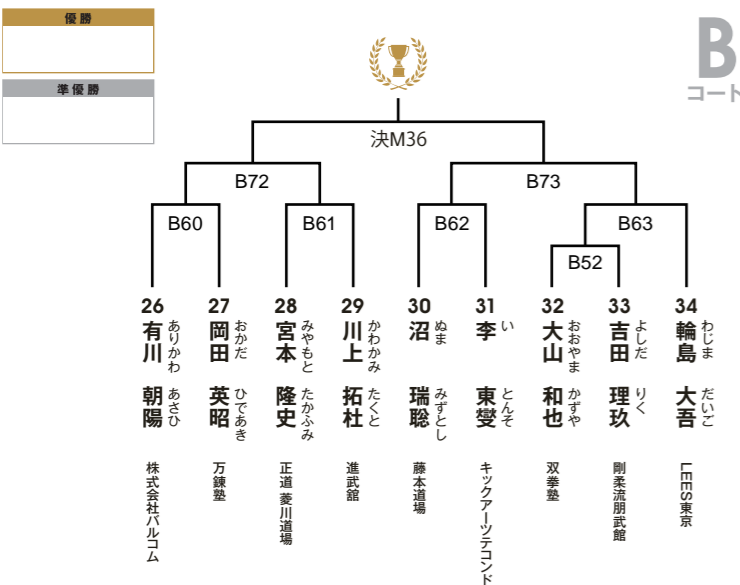 優勝
準優勝
B
コート
決M36
B72
B73
B60
B61
B62
B63
B52
26
有川 朝陽
ありかわ あさひ
株式会社バルコム
27
岡田 英昭
おかだ ひであき
万錬塾
28
宮本 隆史
みやもと たかふみ
正道 菱川道場
29
川上 拓杜
かわかみ たくと
進武館
30
沼 瑞聡
ぬま みずとし
藤本道場
31
李 東燮
い とんそ
キックアーツテコンド
32
大山 和也
おおやま かずや
双拳塾
33
吉田 理玖
よしだ りく
剛柔流朋武館
34
輪島 大吾
わじま だいご
LEES東京